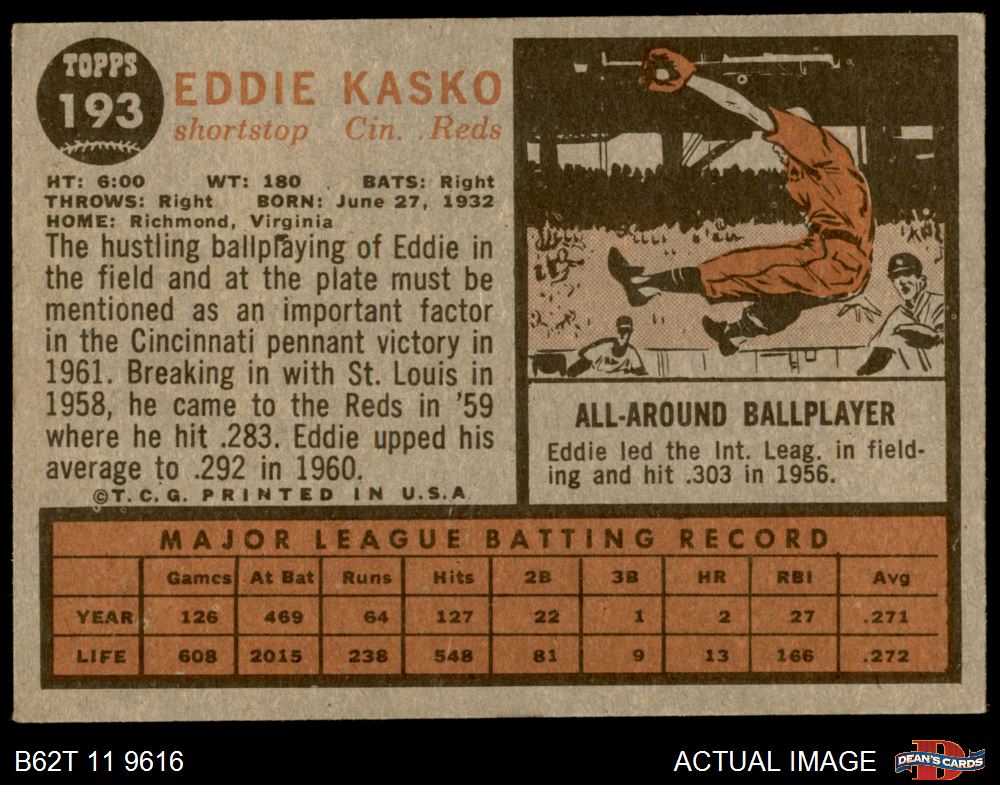 TOPPS
193
EDDIE KASKO
shortstop Cin. Reds
HT: 6:00 WT: 180 BATS: Right
THROWS: Right BORN: June 27, 1932
HOME: Richmond, Virginia
The hustling ballplaying of Eddie in
the field and at the plate must be
mentioned as an important factor
in the Cincinnati pennant victory in
1961. Breaking in with St. Louis in
1958, he came to the Reds in '59
where he hit .283. Eddie upped his
average to .292 in 1960.
©T.C.G. PRINTED IN U.S.A
ALL-AROUND BALLPLAYER
Eddie led the Int. Leag. in field-
ing and hit .303 in 1956.
MAJOR LEAGUE BATTING RECORD
Games At Bat Runs Hits 2B 3B HR RBI Avg
YEAR 126 469 64 127 22 1 2 27 .271
LIFE 608 2015 238 548 81 9 13 166 .272
B62T 11 9616
ACTUAL IMAGE
DEAN'S CARDS